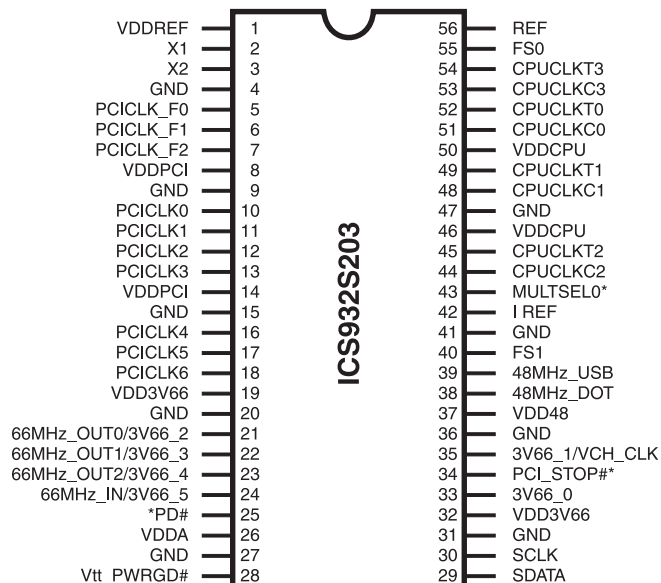 VDDREF 1 56 REF
X1 2 55 FS0
X2 3 54 CPUCLKT3
GND 4 53 CPUCLKC3
PCICLK_F0 5 52 CPUCLKT0
PCICLK_F1 6 51 CPUCLKC0
PCICLK_F2 7 50 VDDCPU
VDDPCI 8 49 CPUCLKT1
GND 9 48 CPUCLKC1
PCICLK0 10 47 GND
PCICLK1 11 46 VDDCPU
PCICLK2 12 45 CPUCLKT2
PCICLK3 13 44 CPUCLKC2
VDDPCI 14 43 MULTSEL0*
GND 15 42 I REF
PCICLK4 16 41 GND
PCICLK5 17 40 FS1
PCICLK6 18 39 48MHz_USB
VDD3V66 19 38 48MHz_DOT
GND 20 37 VDD48
66MHz_OUT0/3V66_2 21 36 GND
66MHz_OUT1/3V66_3 22 35 3V66_1/VCH_CLK
66MHz_OUT2/3V66_4 23 34 PCI_STOP#*
66MHz_IN/3V66_5 24 33 3V66_0
*PD# 25 32 VDD3V66
VDDA 26 31 GND
GND 27 30 SCLK
Vtt_PWRGD# 28 29 SDATA
ICS932S203